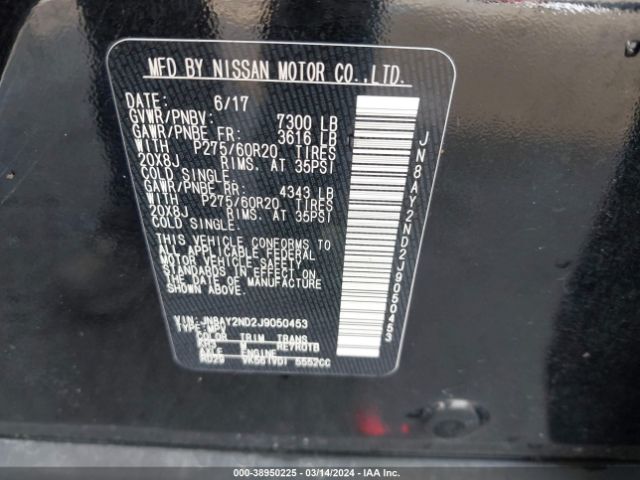 MFD BY NISSAN MOTOR CO.,LTD.
DATE: 6/17
GVWR/PNBV: 7300 LB
GAWR/PNBE FR: 3616 LB
WITH P275/60R20 TIRES
20X8J RIMS. AT 35PSI
COLD SINGLE.
GAWR/PNBE RR: 4343 LB
WITH P275/60R20 TIRES
20X8J RIMS. AT 35PSI
COLD SINGLE.
THIS VEHICLE CONFORMS TO
ALL APPLICABLE FEDERAL
MOTOR VEHICLE SAFETY
STANDARDS IN EFFECT ON
THE DATE OF MANUFACTURE
SHOWN ABOVE.
VIN: JN8AY2ND2J9050453
TYPE: MPV
COLOR TRIM TRANS
RE7R01B
AXLE ENGINE
VK56(VD) 5552CC
JN8AY2ND2J9050453
000-38950225 - 03/14/2024 - IAA Inc.